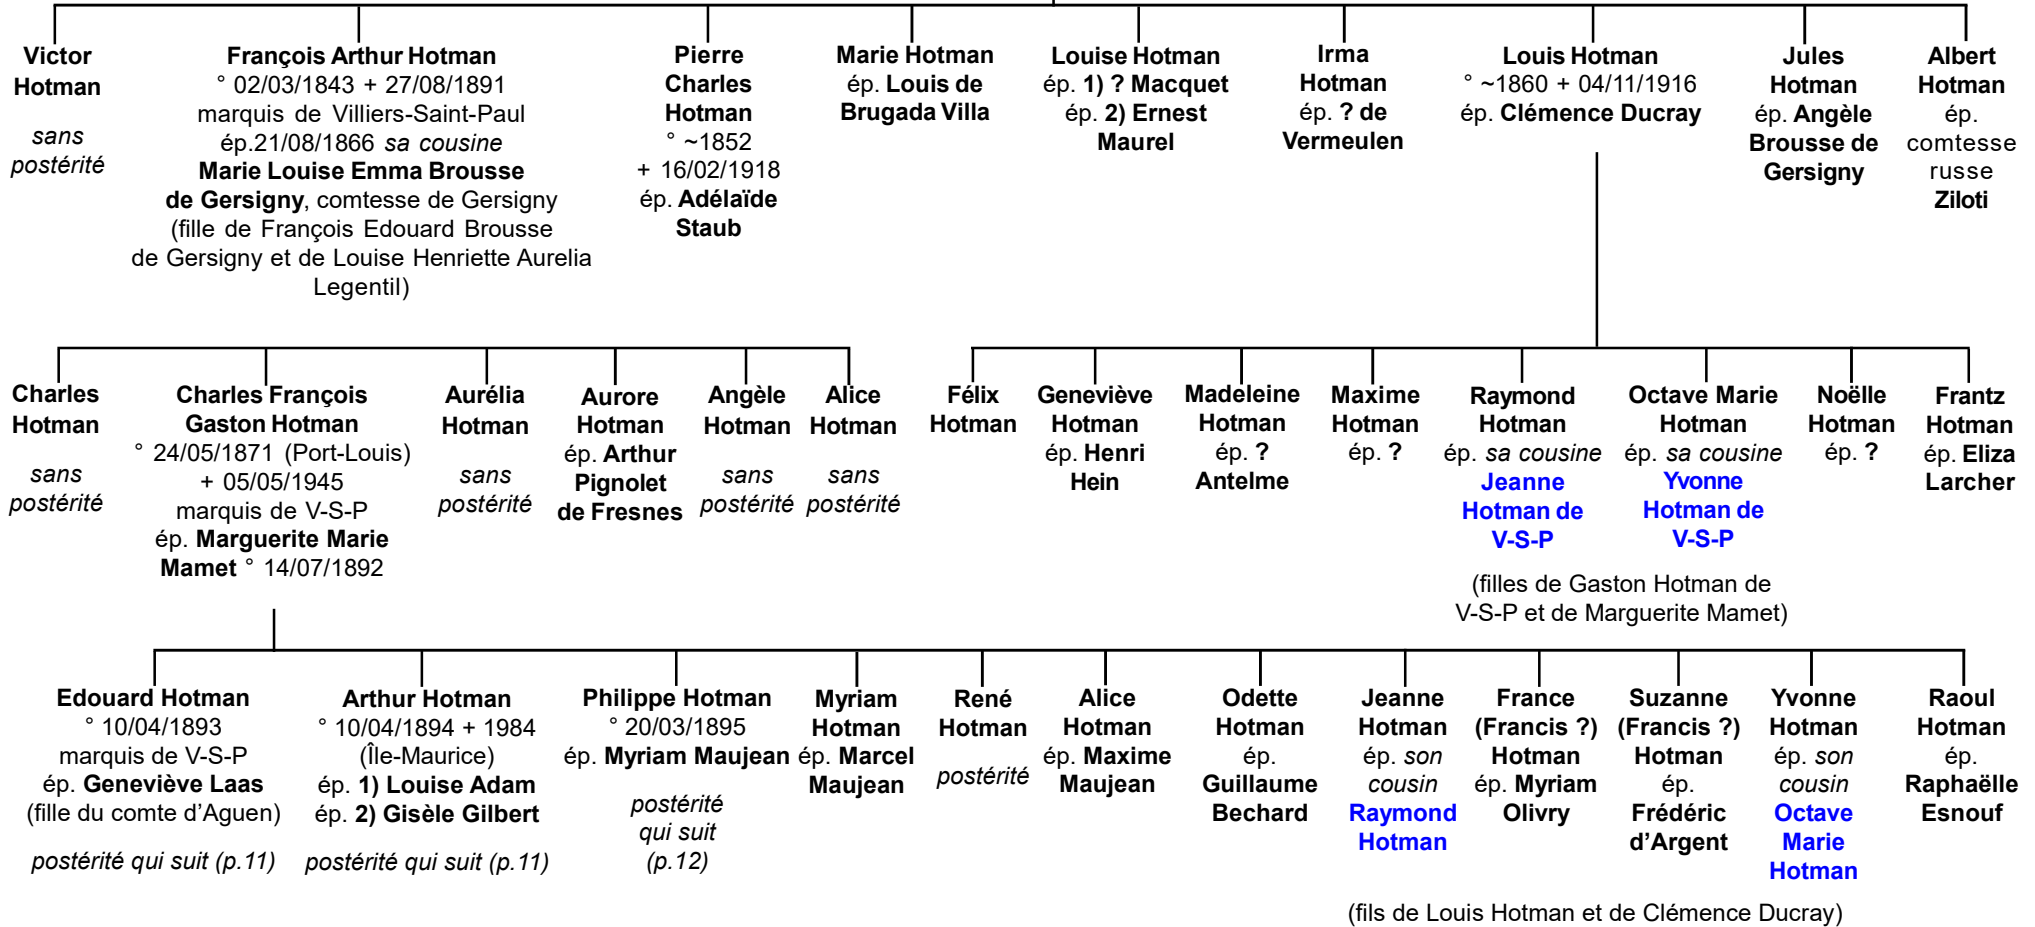 Victor
Hotman
sans
postérité
François Arthur Hotman
° 02/03/1843 + 27/08/1891
marquis de Villiers-Saint-Paul
ép.21/08/1866 sa cousine
Marie Louise Emma Brousse
de Gersigny, comtesse de Gersigny
(fille de François Edouard Brousse
de Gersigny et de Louise Henriette Aurelia
Legentil)
Pierre
Charles
Hotman
° ~1852
+ 16/02/1918
ép. Adélaïde
Staub
Marie Hotman
ép. Louis de
Brugada Villa
Louise Hotman
ép. 1) ? Macquet
ép. 2) Ernest
Maurel
Irma
Hotman
ép. ? de
Vermeulen
Louis Hotman
° ~1860 + 04/11/1916
ép. Clémence Ducray
Jules
Hotman
ép. Angèle
Brousse de
Gersigny
Albert
Hotman
ép.
comtesse
russe
Ziloti
Charles
Hotman
sans
postérité
Charles François
Gaston Hotman
° 24/05/1871 (Port-Louis)
+ 05/05/1945
marquis de V-S-P
ép. Marguerite Marie
Mamet ° 14/07/1892
Aurélia
Hotman
sans
postérité
Aurore
Hotman
ép. Arthur
Pignolet
de Fresnes
Angèle
Hotman
sans
postérité
Alice
Hotman
sans
postérité
Félix
Hotman
Geneviève
Hotman
ép. Henri
Hein
Madeleine
Hotman
ép. ?
Antelme
Maxime
Hotman
ép. ?
Raymond
Hotman
ép. sa cousine
Jeanne
Hotman de
V-S-P
Octave Marie
Hotman
ép. sa cousine
Yvonne
Hotman de
V-S-P
(filles de Gaston Hotman de
V-S-P et de Marguerite Mamet)
Noëlle
Hotman
ép. ?
Frantz
Hotman
ép. Eliza
Larcher
Edouard Hotman
° 10/04/1893
marquis de V-S-P
ép. Geneviève Laas
(fille du comte d’Aguen)
postérité qui suit (p.11)
Arthur Hotman
° 10/04/1894 + 1984
(Île-Maurice)
ép. 1) Louise Adam
ép. 2) Gisèle Gilbert
postérité qui suit (p.11)
Philippe Hotman
° 20/03/1895
ép. Myriam Maujean
postérité
qui suit
(p.12)
Myriam
Hotman
ép. Marcel
Maujean
René
Hotman
postérité
Alice
Hotman
ép. Maxime
Maujean
Odette
Hotman
ép.
Guillaume
Bechard
Jeanne
Hotman
ép. son
cousin
Raymond
Hotman
France
(Francis ?)
Hotman
ép. Myriam
Olivry
Suzanne
(Francis ?)
Hotman
ép.
Frédéric
d’Argent
Yvonne
Hotman
ép. son
cousin
Octave
Marie
Hotman
Raoul
Hotman
ép.
Raphaëlle
Esnouf
(fils de Louis Hotman et de Clémence Ducray)